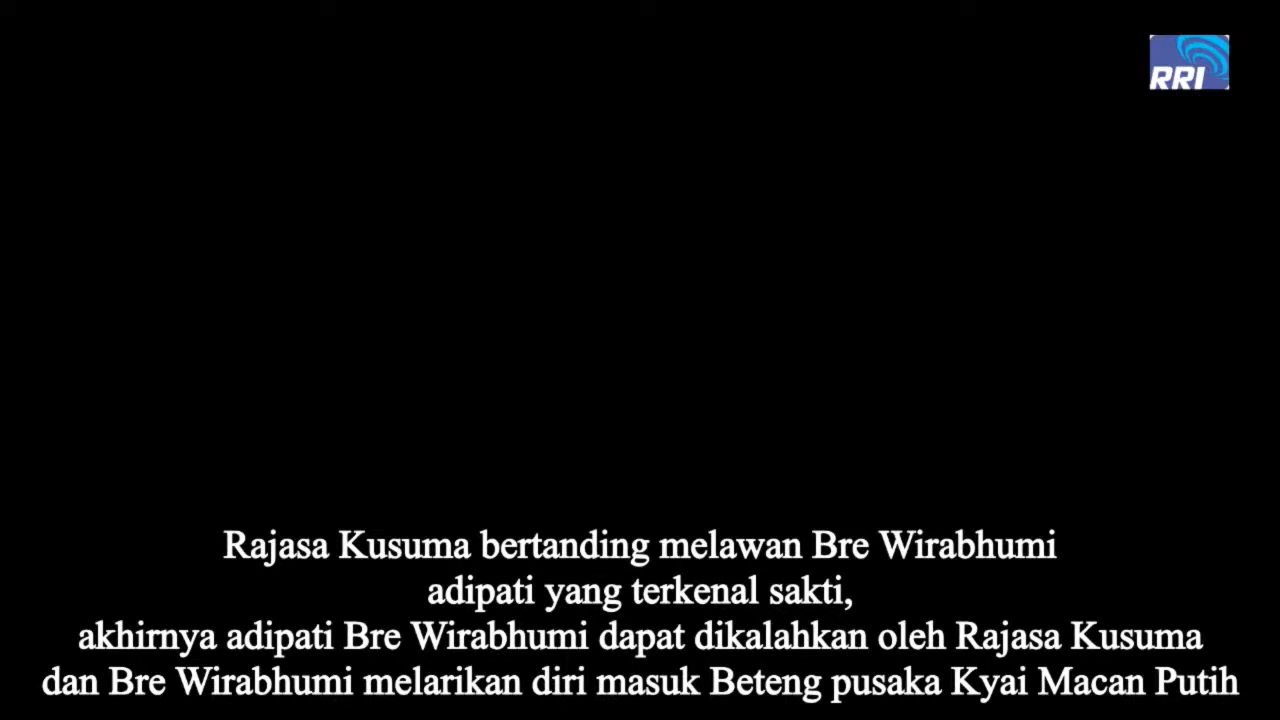 RRI
Rajasa Kusuma bertanding melawan Bre Wirabhumi
adipati yang terkenal sakti,
akhirnya adipati Bre Wirabhumi dapat dikalahkan oleh Rajasa Kusuma
dan Bre Wirabhumi melarikan diri masuk Beteng pusaka Kyai Macan Putih